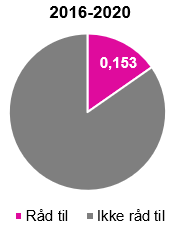 2016-2020
0,153
Råd til
Ikke råd til